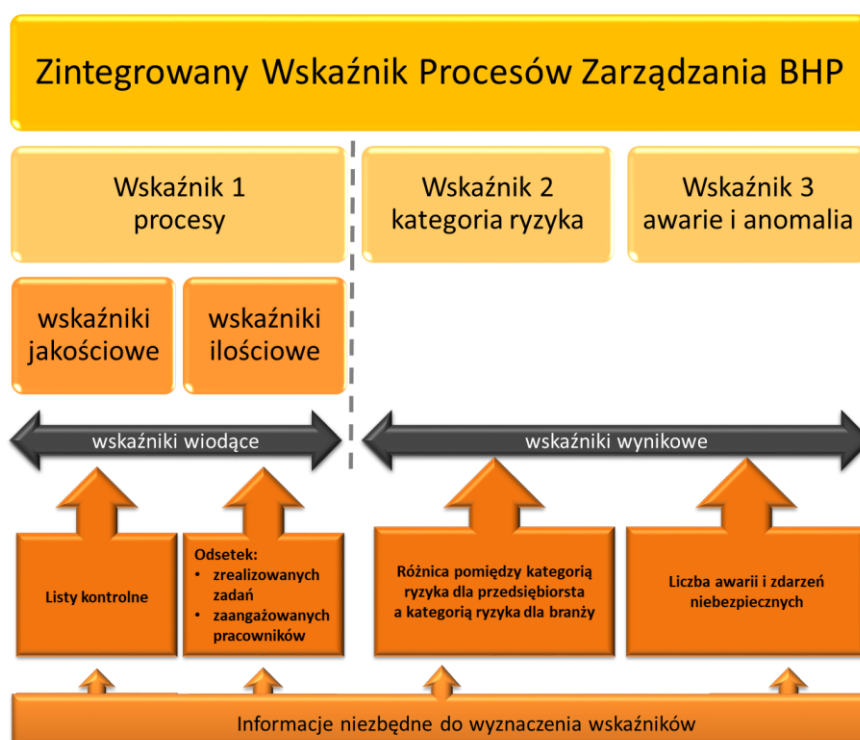 Zintegrowany Wskaźnik Procesów Zarządzania BHP
Wskaźnik 1
procesy
Wskaźnik 2
kategoria ryzyka
Wskaźnik 3
awarie i anomalia
wskaźniki
jakościowe
wskaźniki
ilościowe
wskaźniki wiodące
wskaźniki wynikowe
Listy kontrolne
Odsetek:
• zrealizowanych
zadań
• zaangażowanych
pracowników
Różnica pomiędzy kategorią
ryzyka dla przedsiębiorsta
a kategorią ryzyka dla branży
Liczba awarii i zdarzeń
niebezpiecznych
Informacje niezbędne do wyznaczenia wskaźników